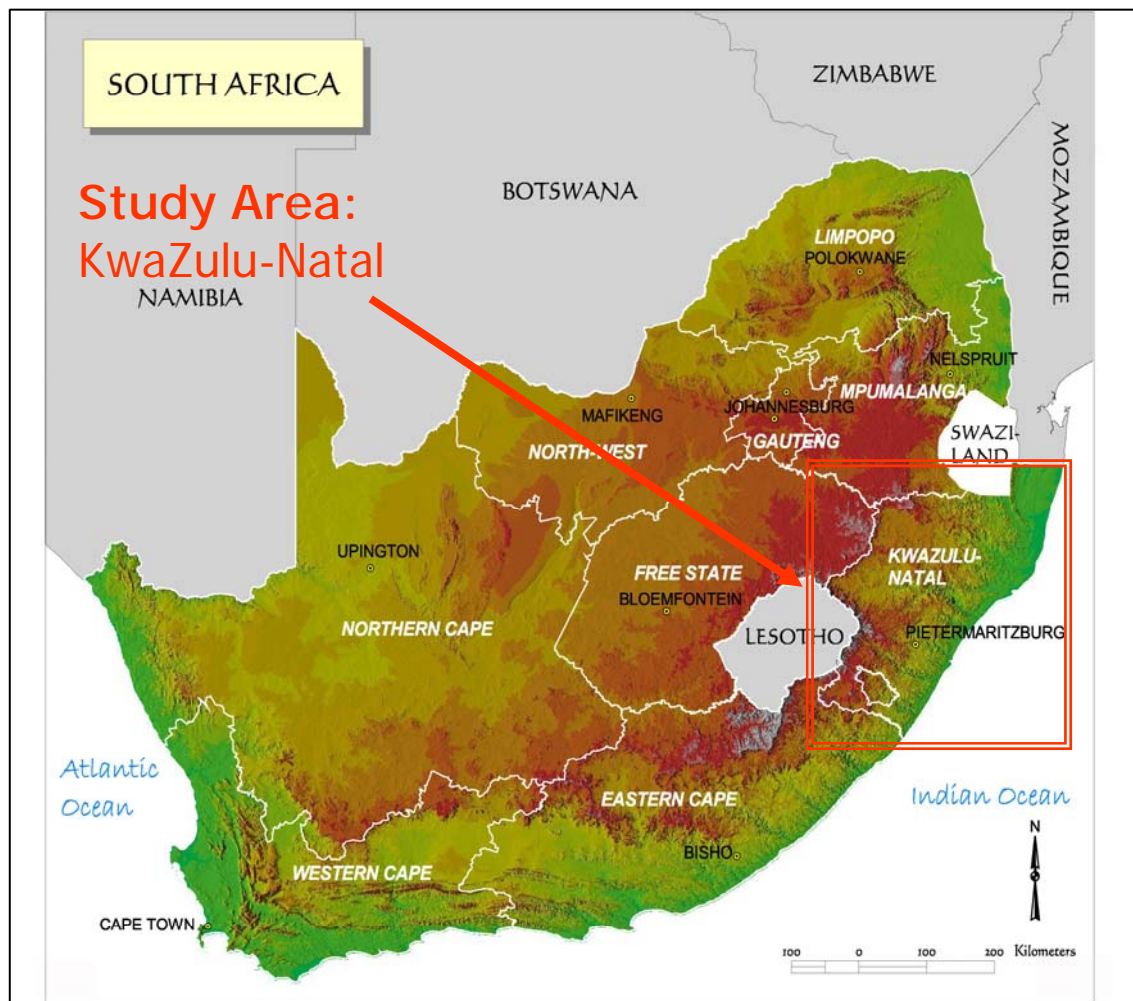 SOUTH AFRICA
ZIMBABWE
MOZAMBIQUE
BOTSWANA
Study Area:
KwaZulu-Natal
NAMIBIA
LIMPOPO
POLOKWANE
NELSPRUIT
MPUMALANGA
MAFIKENG
JOHANNESBURG
GAUTENG
NORTH-WEST
SWAZI-
LAND
UPINGTON
FREE STATE
BLOEMFONTEIN
KWAZULU-
NATAL
NORTHERN CAPE
LESOTHO
PIETERMARITZBURG
Atlantic
Ocean
EASTERN CAPE
Indian Ocean
N
BISHO
WESTERN CAPE
CAPE TOWN
100 0 100 200 Kilometers